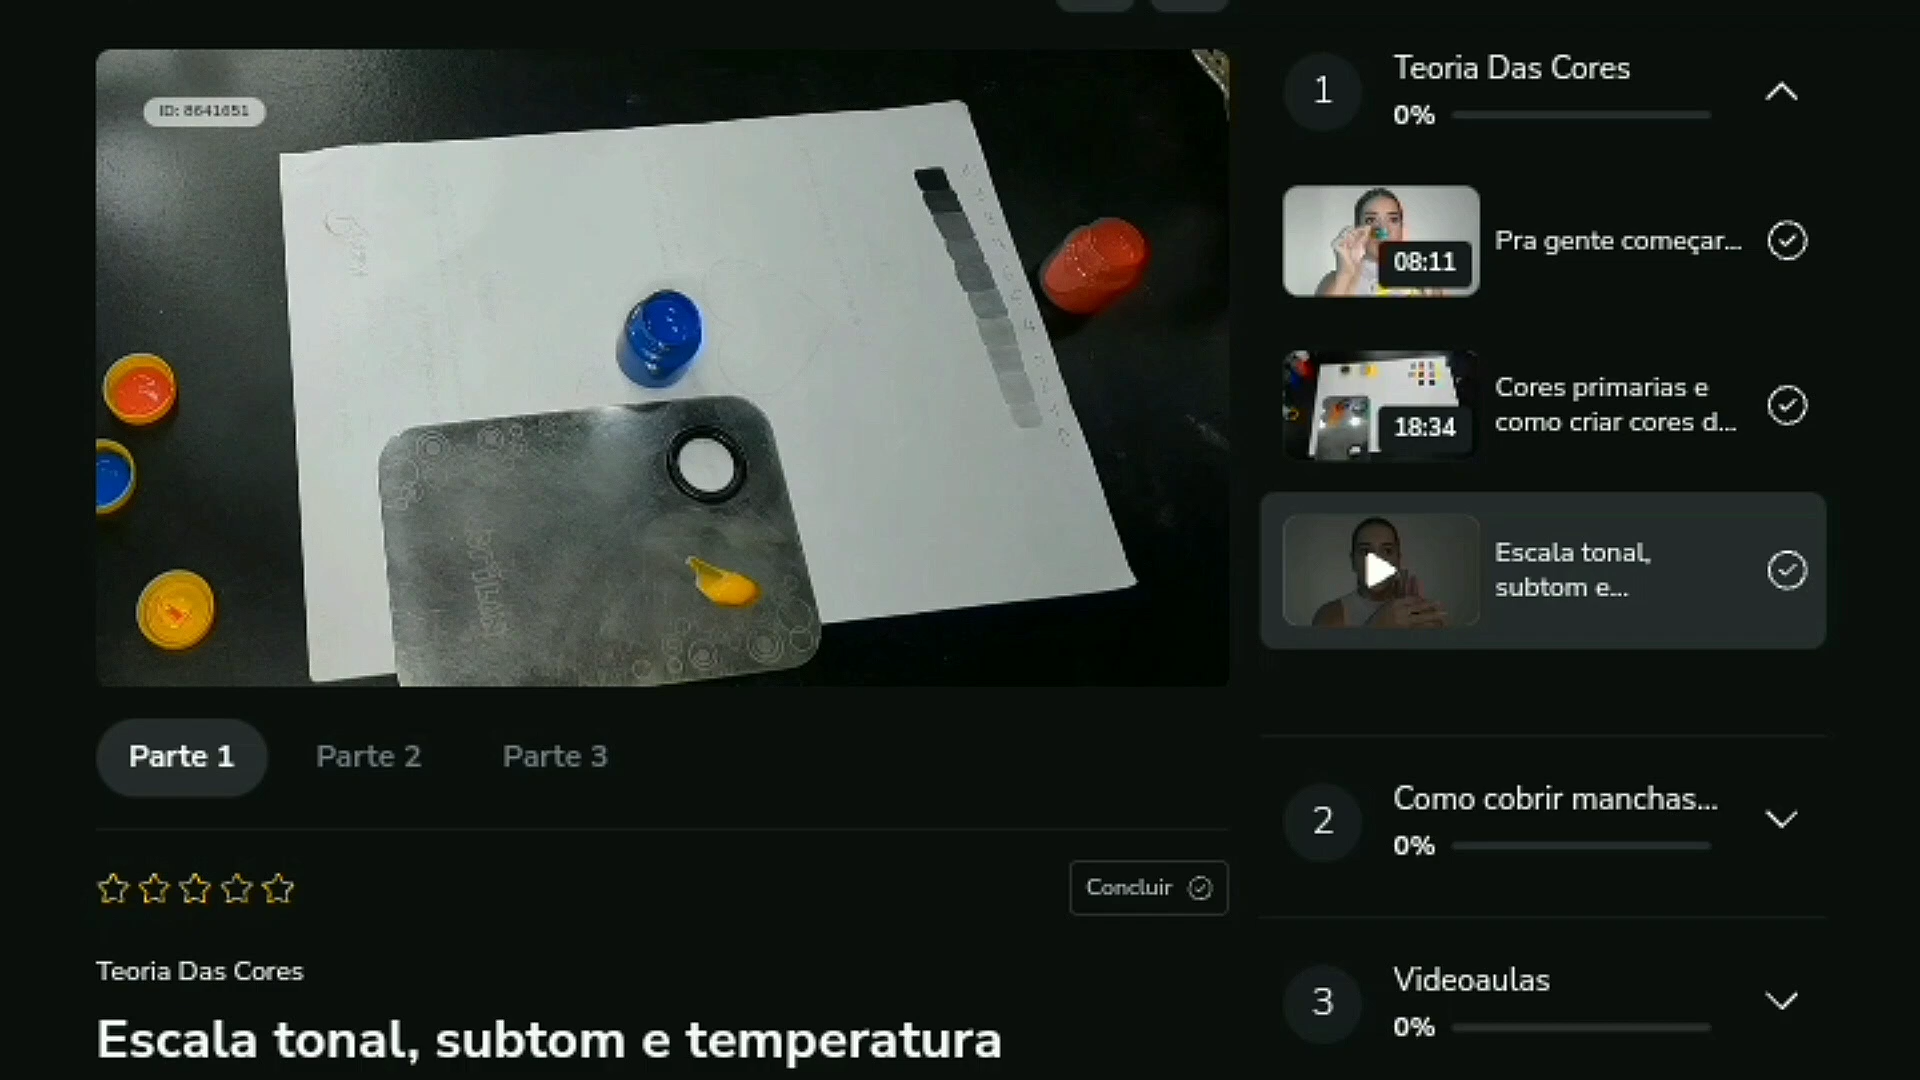 ID: 8641651
Parte 1
Parte 2
Parte 3
Concluir
Teoria Das Cores
Escala tonal, subtom e temperatura
1
Teoria Das Cores
0%
08:11
Pra gente começar...
18:34
Cores primarias e
como criar cores d...
Escala tonal,
subtom e...
2
Como cobrir manchas...
0%
3
Videoaulas
0%